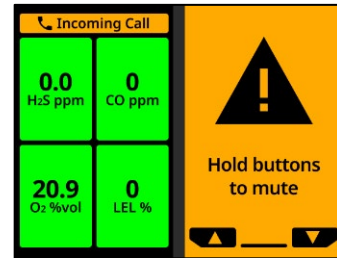 Incoming Call
0.0
H2S ppm
0
CO ppm
20.9
O2 %vol
0
LEL %
!
Hold buttons
to mute